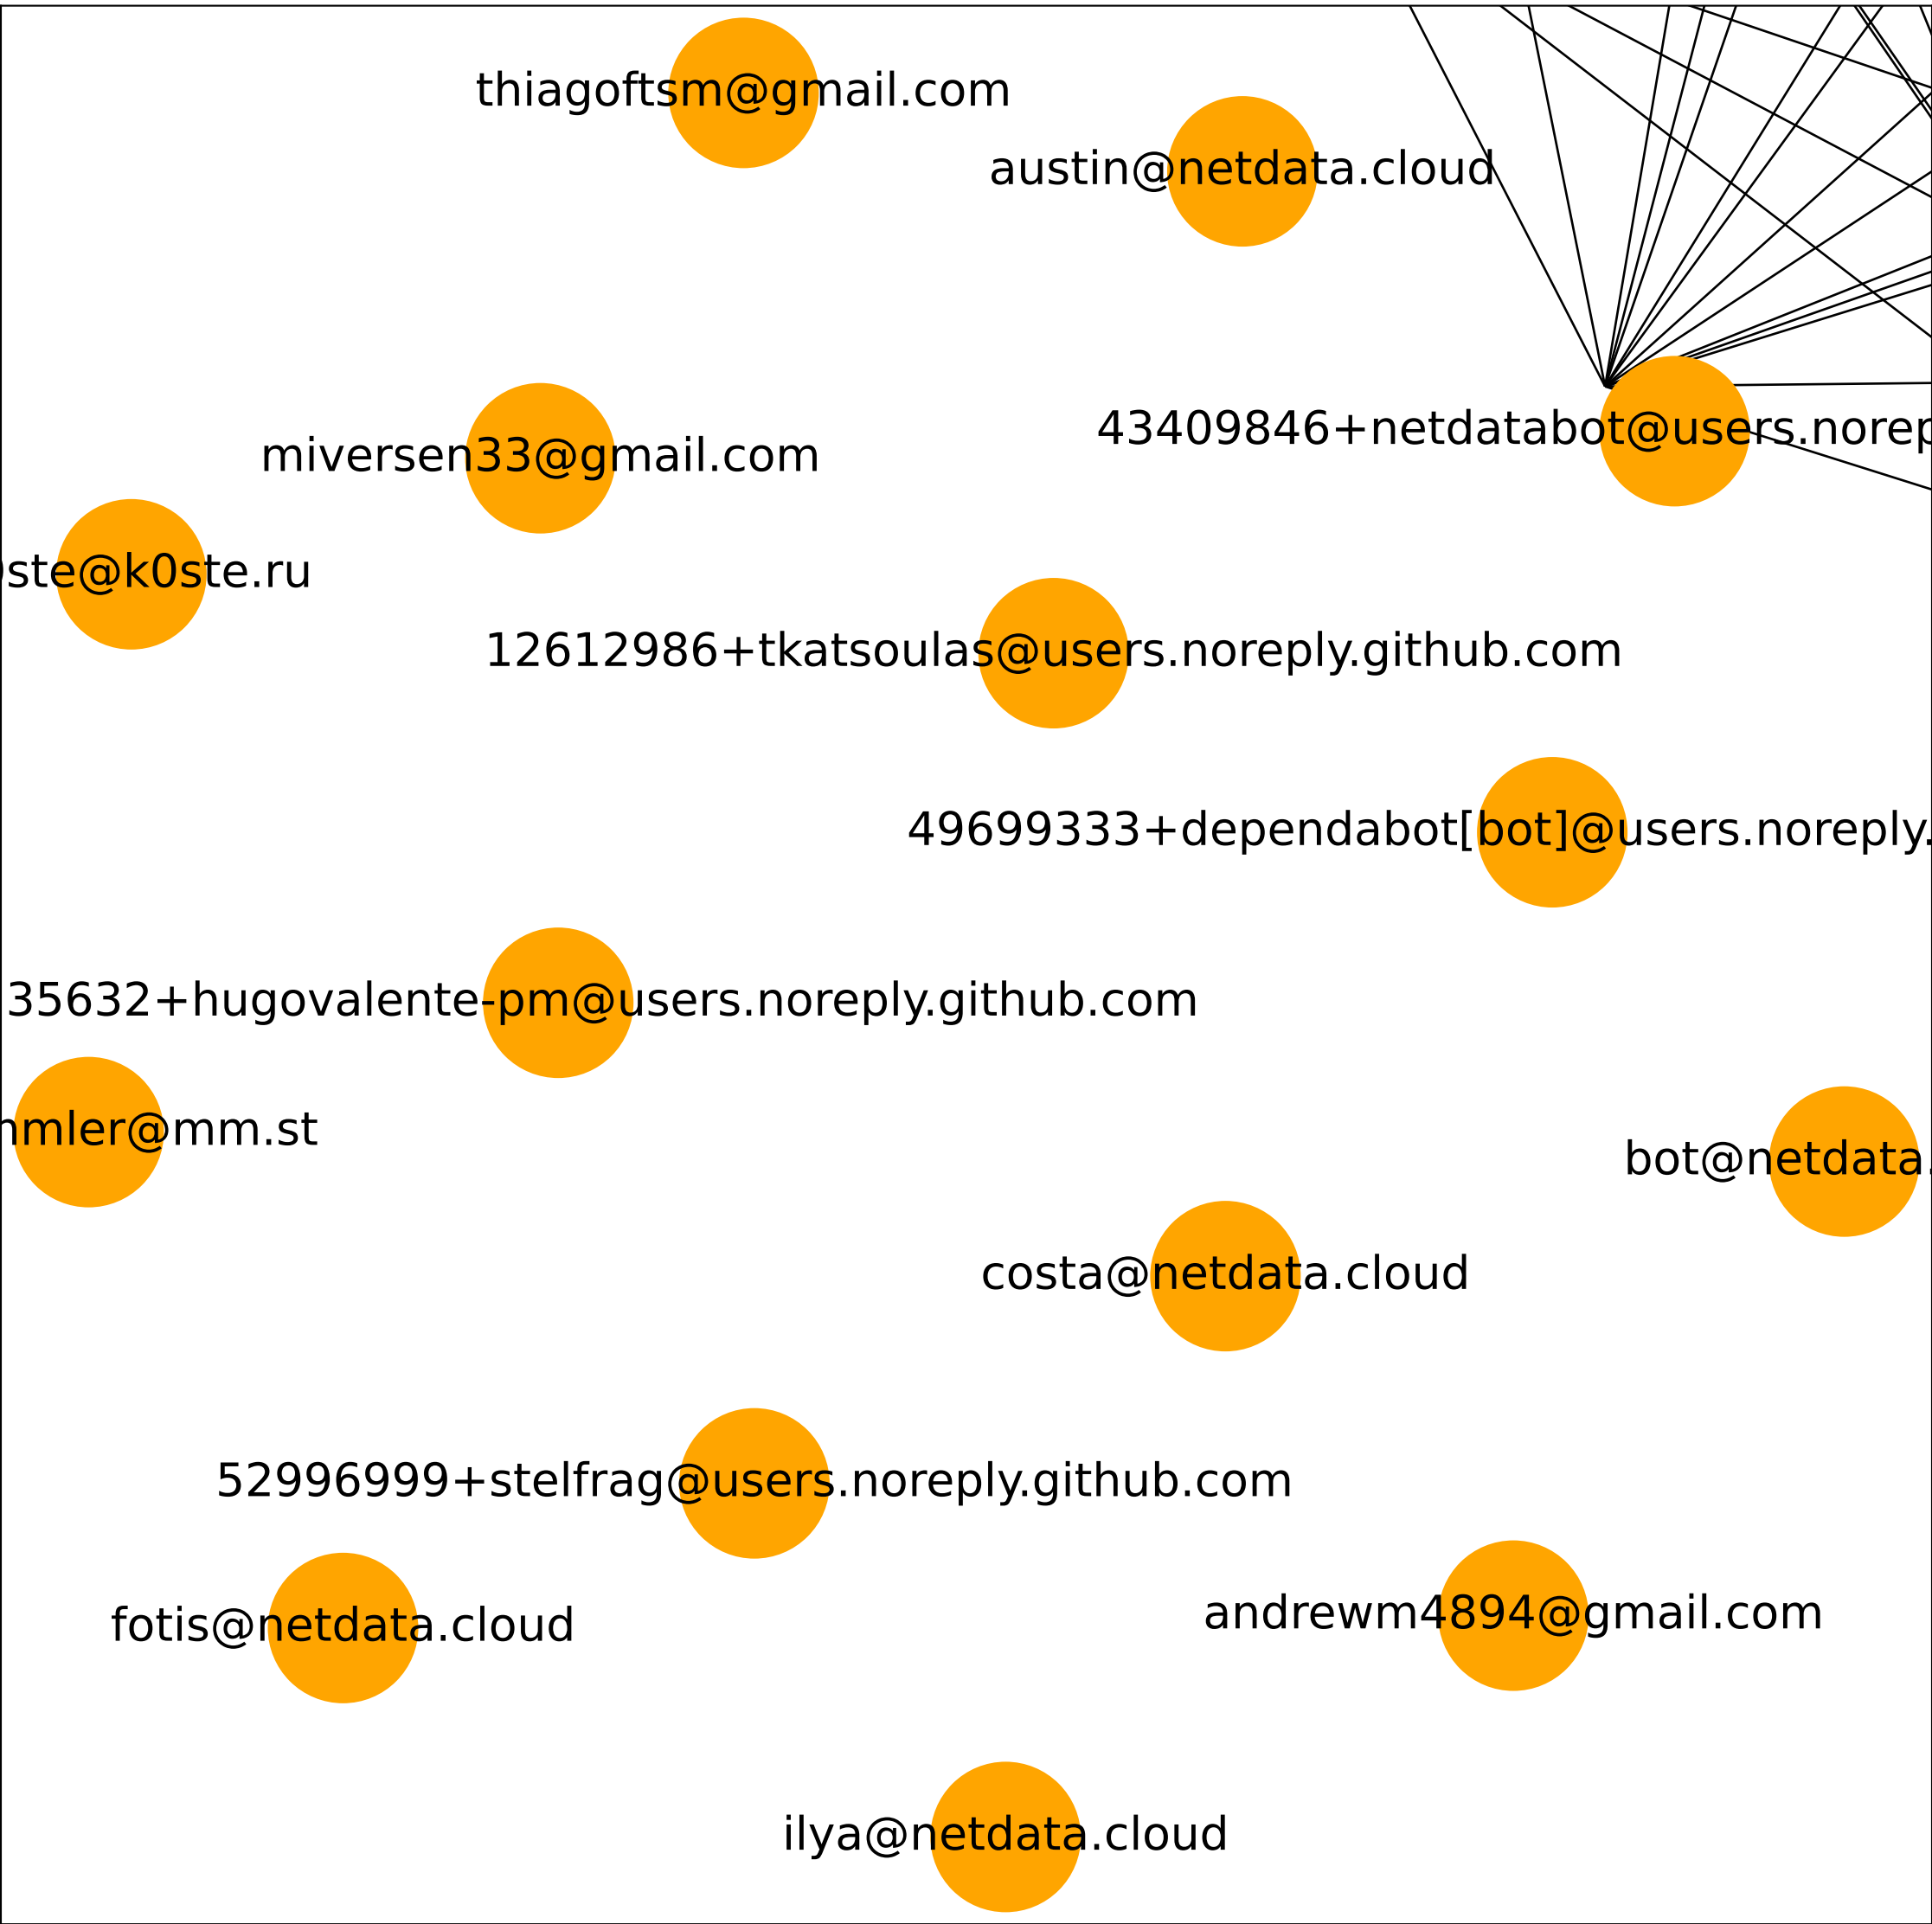 thiagoftsm@gmail.com
austin@netdata.cloud
43409846+netdatabot@users.norep
miversen33@gmail.com
ste@k0ste.ru
12612986+tkatsoulas@users.noreply.github.com
49699333+dependabot[bot]@users.noreply.
35632+hugovalente-pm@users.noreply.github.com
mler@mm.st
bot@netdata.
costa@netdata.cloud
52996999+stelfrag@users.noreply.github.com
fotis@netdata.cloud
andrewm4894@gmail.com
ilya@netdata.cloud